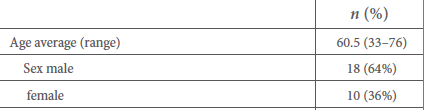 n (%)
Age average (range) 60.5 (33–76)
Sex male 18 (64%)
female 10 (36%)